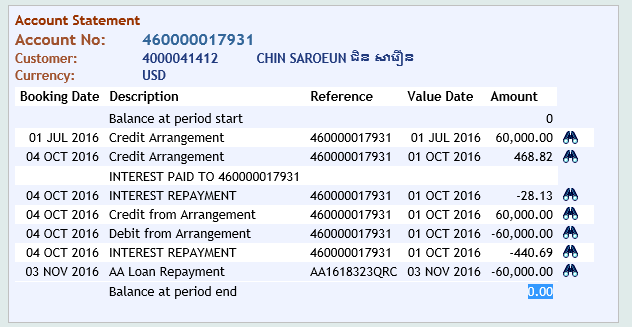 Account Statement
Account No: 460000017931
Customer: 4000041412 CHIN SAROEUN ជិន សារឿន
Currency: USD
Booking Date Description Reference Value Date Amount
Balance at period start 0
01 JUL 2016 Credit Arrangement 460000017931 01 JUL 2016 60,000.00
04 OCT 2016 Credit Arrangement 460000017931 01 OCT 2016 468.82
INTEREST PAID TO 460000017931
04 OCT 2016 INTEREST REPAYMENT 460000017931 01 OCT 2016 -28.13
04 OCT 2016 Credit from Arrangement 460000017931 01 OCT 2016 60,000.00
04 OCT 2016 Debit from Arrangement 460000017931 01 OCT 2016 -60,000.00
04 OCT 2016 INTEREST REPAYMENT 460000017931 01 OCT 2016 -440.69
03 NOV 2016 AA Loan Repayment AA1618323QRC 03 NOV 2016 -60,000.00
Balance at period end 0.00